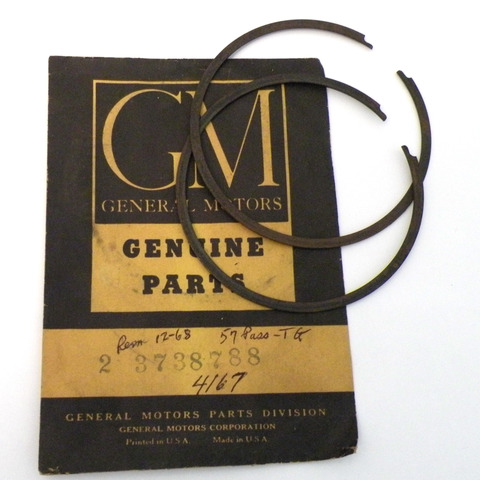 GM
GENERAL MOTORS
GENUINE
PARTS
12-68 57 Pass-TG
2 3738788
4167
GENERAL MOTORS PARTS DIVISION
GENERAL MOTORS CORPORATION
Printed in U.S.A. Made in U.S.A.